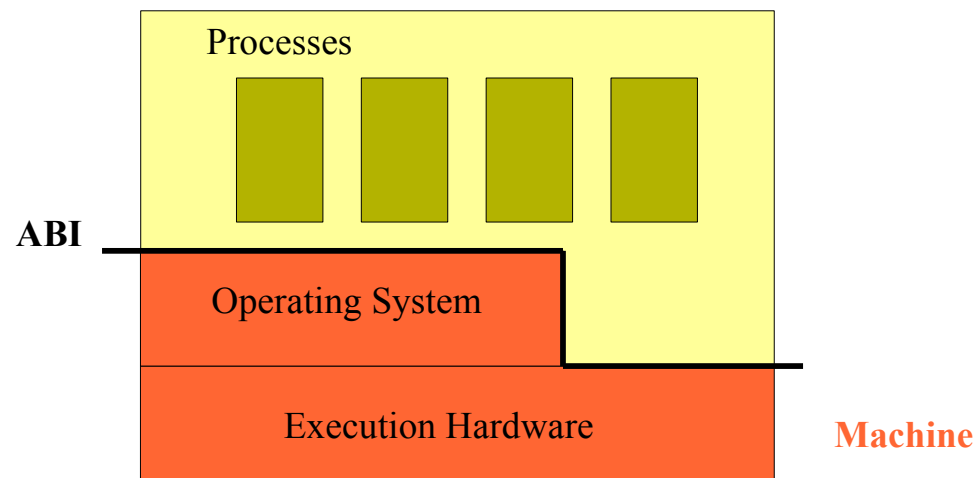 Processes
ABI
Operating System
Execution Hardware
Machine